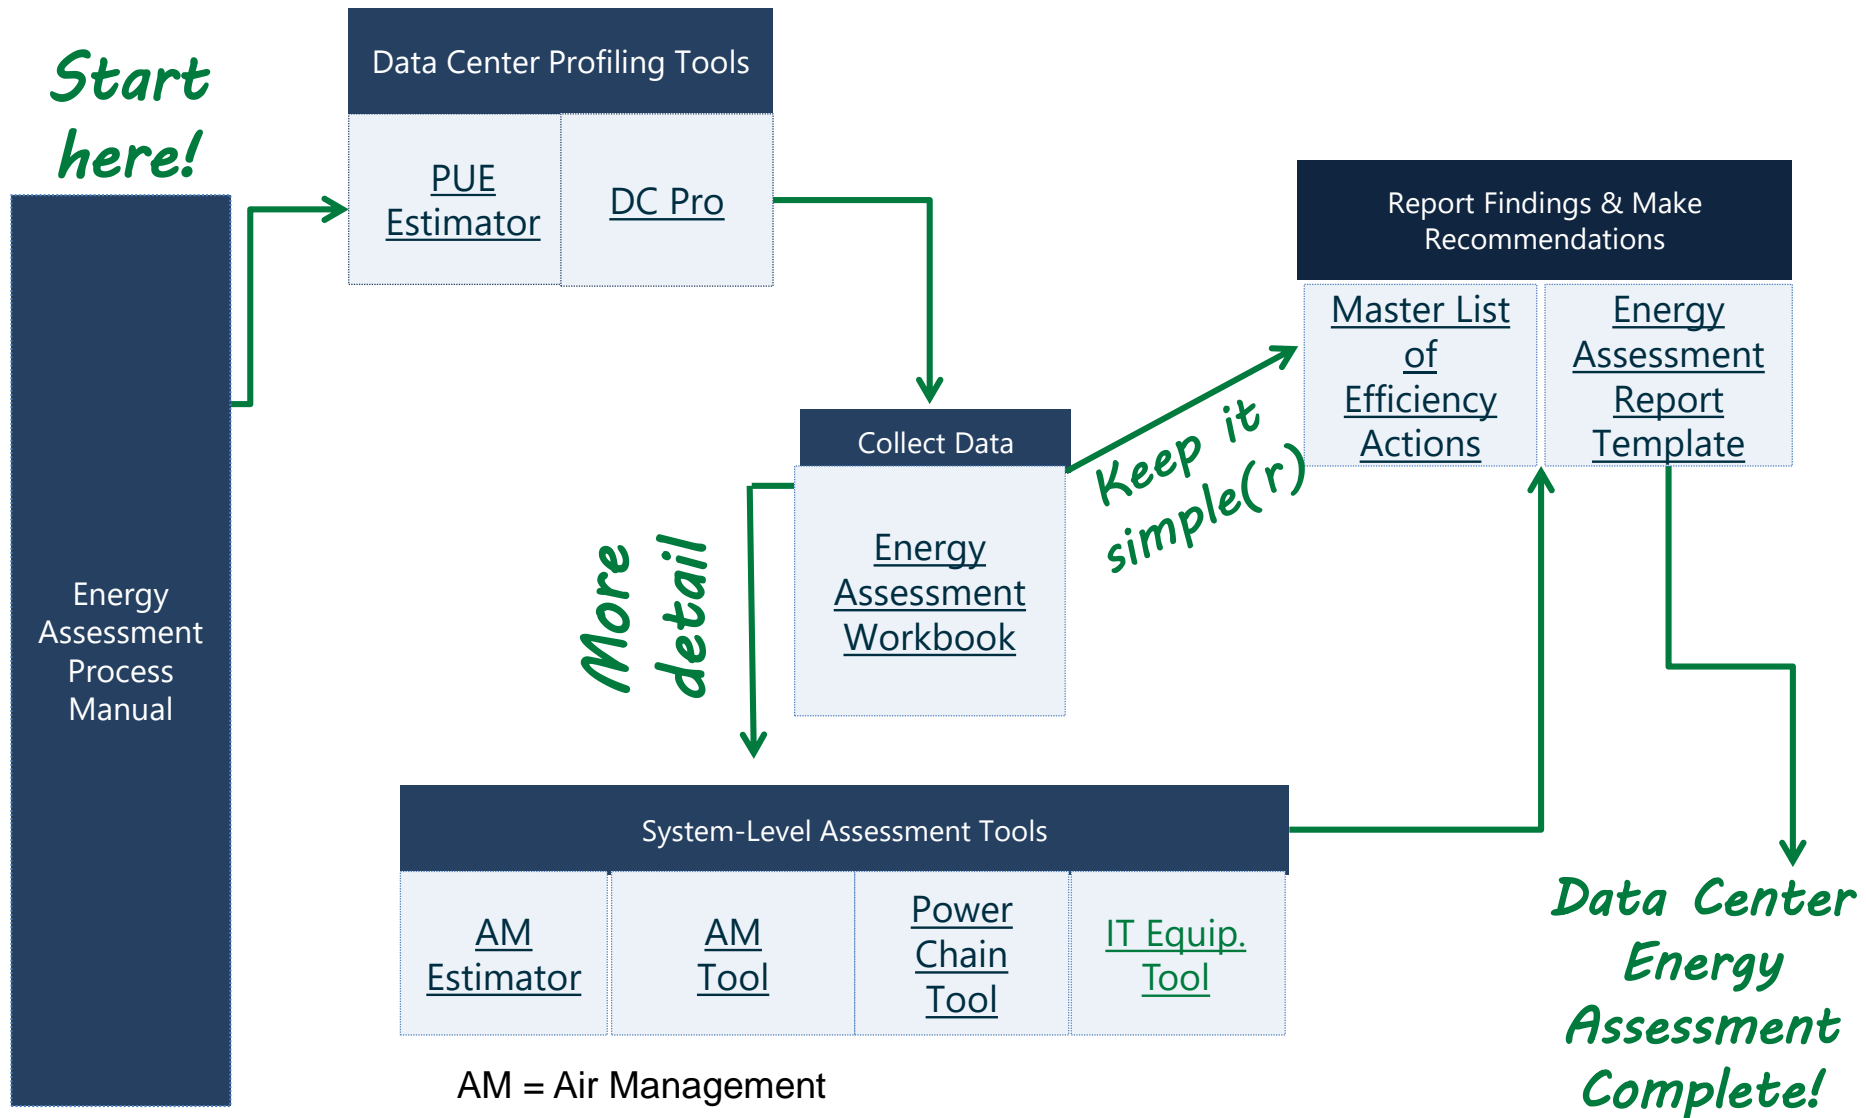 Start
here!
Energy
Assessment
Process
Manual
Data Center Profiling Tools
PUE
Estimator
DC Pro
Collect Data
Energy
Assessment
Workbook
More
detail
Keep it
simple(r)
System-Level Assessment Tools
AM
Estimator
AM
Tool
Power
Chain
Tool
IT Equip.
Tool
AM = Air Management
Report Findings & Make
Recommendations
Master List
of
Efficiency
Actions
Energy
Assessment
Report
Template
Data Center
Energy
Assessment
Complete!